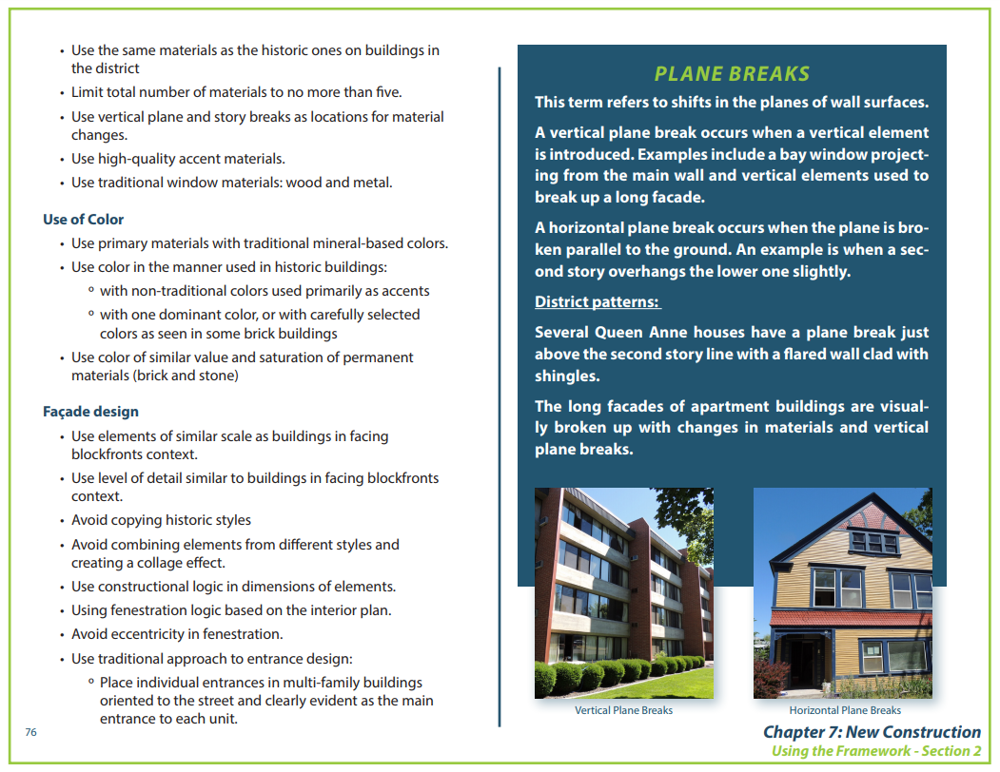 • Use the same materials as the historic ones on buildings in
the district
• Limit total number of materials to no more than five.
• Use vertical plane and story breaks as locations for material
changes.
• Use high-quality accent materials.
• Use traditional window materials: wood and metal.
Use of Color
• Use primary materials with traditional mineral-based colors.
• Use color in the manner used in historic buildings:
º with non-traditional colors used primarily as accents
º with one dominant color, or with carefully selected
colors as seen in some brick buildings
• Use color of similar value and saturation of permanent
materials (brick and stone)
Façade design
• Use elements of similar scale as buildings in facing
blockfronts context.
• Use level of detail similar to buildings in facing blockfronts
context.
• Avoid copying historic styles
• Avoid combining elements from different styles and
creating a collage effect.
• Use constructional logic in dimensions of elements.
• Using fenestration logic based on the interior plan.
• Avoid eccentricity in fenestration.
• Use traditional approach to entrance design:
º Place individual entrances in multi-family buildings
oriented to the street and clearly evident as the main
entrance to each unit.
PLANE BREAKS
This term refers to shifts in the planes of wall surfaces.
A vertical plane break occurs when a vertical element
is introduced. Examples include a bay window project-
ing from the main wall and vertical elements used to
break up a long facade.
A horizontal plane break occurs when the plane is bro-
ken parallel to the ground. An example is when a sec-
ond story overhangs the lower one slightly.
District patterns:
Several Queen Anne houses have a plane break just
above the second story line with a flared wall clad with
shingles.
The long facades of apartment buildings are visual-
ly broken up with changes in materials and vertical
plane breaks.
Vertical Plane Breaks
Horizontal Plane Breaks
76
Chapter 7: New Construction
Using the Framework - Section 2